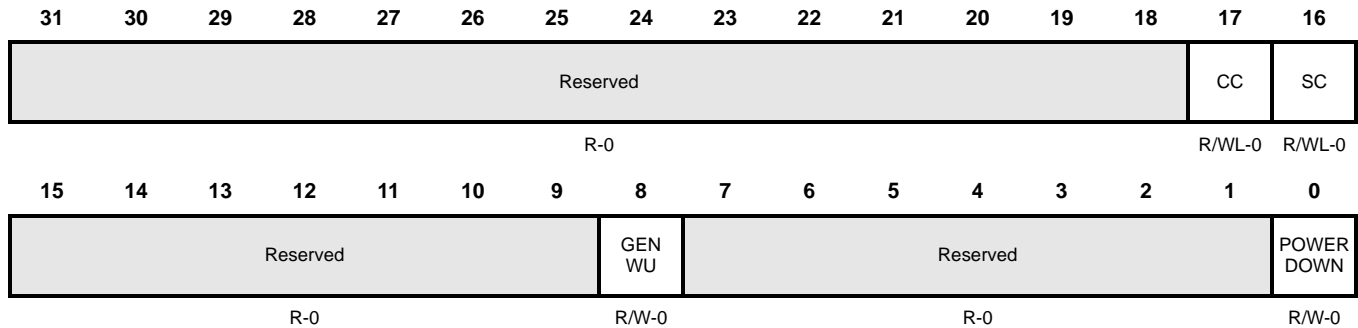 31 30 29 28 27 26 25 24 23 22 21 20 19 18 17 16
Reserved CC SC
R-0 R/WL-0 R/WL-0
15 14 13 12 11 10 9 8 7 6 5 4 3 2 1 0
Reserved GEN WU Reserved POWER DOWN
R-0 R/W-0 R-0 R/W-0